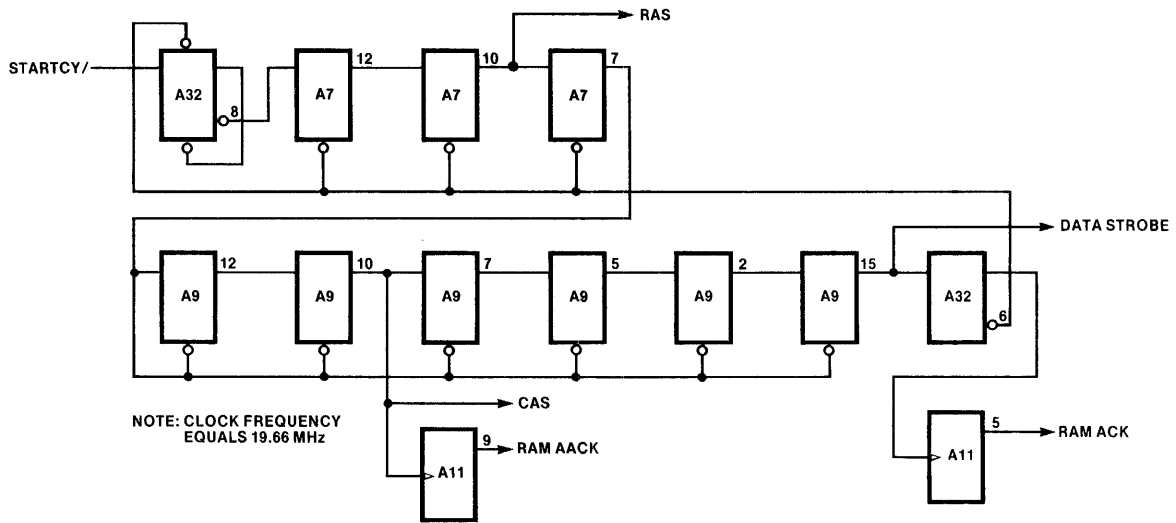 RAS
STARTCY/
A32
8
A7
12
A7
10
A7
7
DATA STROBE
A9
12
A9
10
A9
7
A9
5
A9
2
A9
15
A32
6
NOTE: CLOCK FREQUENCY
EQUALS 19.66 MHz
CAS
A11
9
RAM AACK
A11
5
RAM ACK